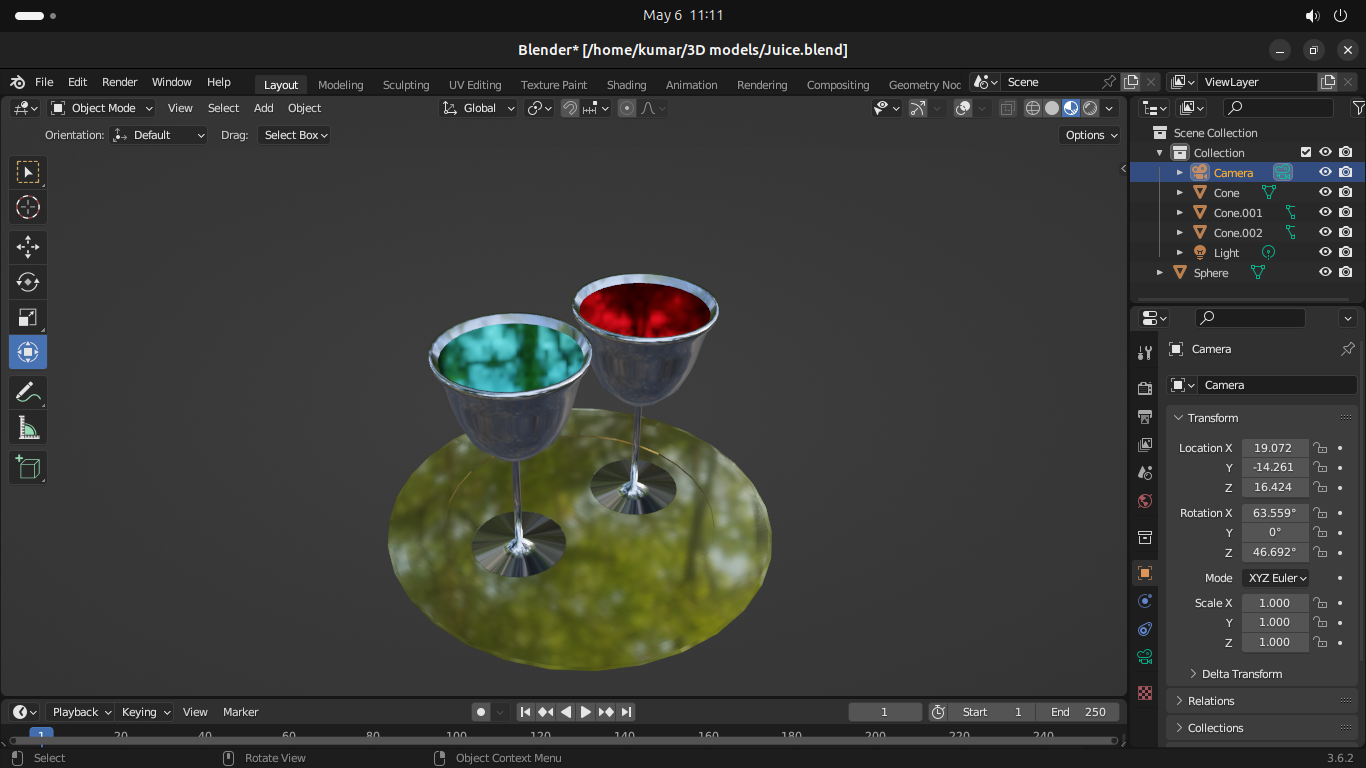 May 6 11:11
Blender* [/home/kumar/3D models/Juice.blend]
File Edit Render Window Help Layout Modeling Sculpting UV Editing Texture Paint Shading Animation Rendering Compositing Geometry Noc Scene ViewLayer
Object Mode View Select Add Object Global
Orientation: Default Drag: Select Box Options
Scene Collection
Collection
Camera
Cone
Cone.001
Cone.002
Light
Sphere
Camera
Camera
Transform
Location X 19.072
Y -14.261
Z 16.424
Rotation X 63.559°
Y 0°
Z 46.692°
Mode XYZ Euler
Scale X 1.000
Y 1.000
Z 1.000
Delta Transform
Relations
Collections
Playback Keying View Marker 1 Start 1 End 250
1 20 40 60 80 100 120 140 160 180 200 220 240
Select Rotate View Object Context Menu 3.6.2